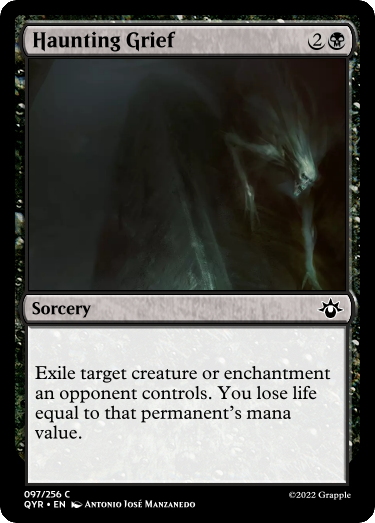 Haunting Grief 2
Sorcery
Exile target creature or enchantment
an opponent controls. You lose life
equal to that permanent's mana
value.
097/256 C
QYR • EN Antonio José Manzanedo
©2022 Grapple